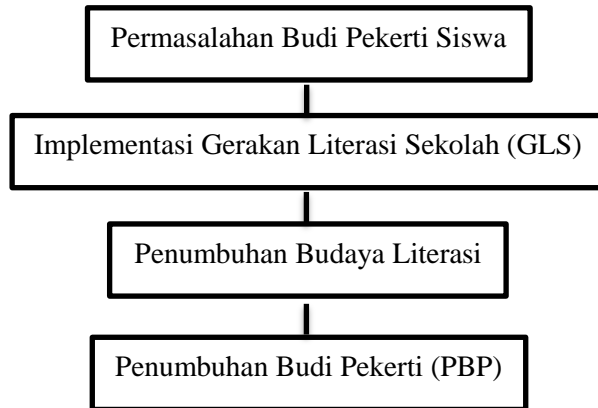 Permasalahan Budi Pekerti Siswa
Implementasi Gerakan Literasi Sekolah (GLS)
Penumbuhan Budaya Literasi
Penumbuhan Budi Pekerti (PBP)